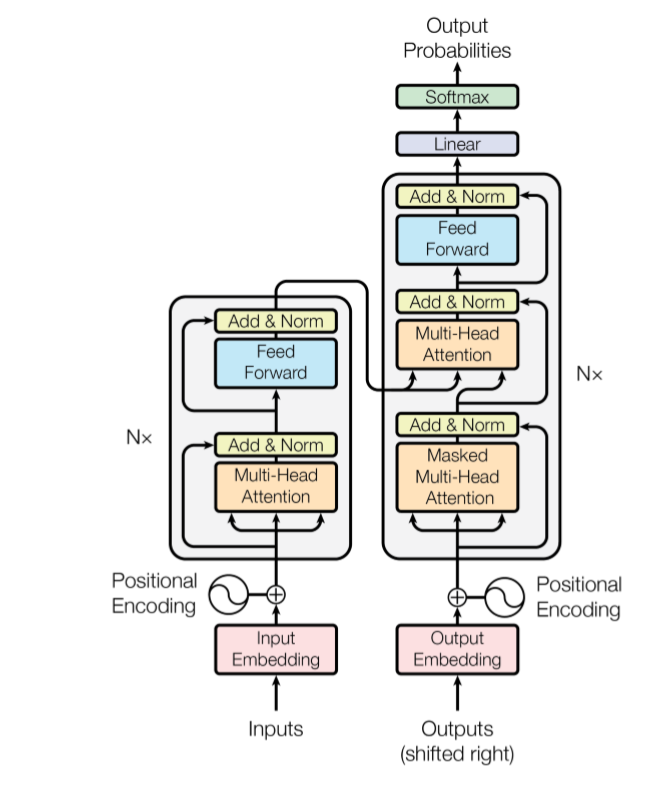 Output
Probabilities
Softmax
Linear
Add & Norm
Feed
Forward
Add & Norm
Multi-Head
Attention
Add & Norm
Masked
Multi-Head
Attention
N×
Add & Norm
Feed
Forward
Add & Norm
Multi-Head
Attention
N×
Positional
Encoding
Positional
Encoding
Input
Embedding
Output
Embedding
Inputs
Outputs
(shifted right)